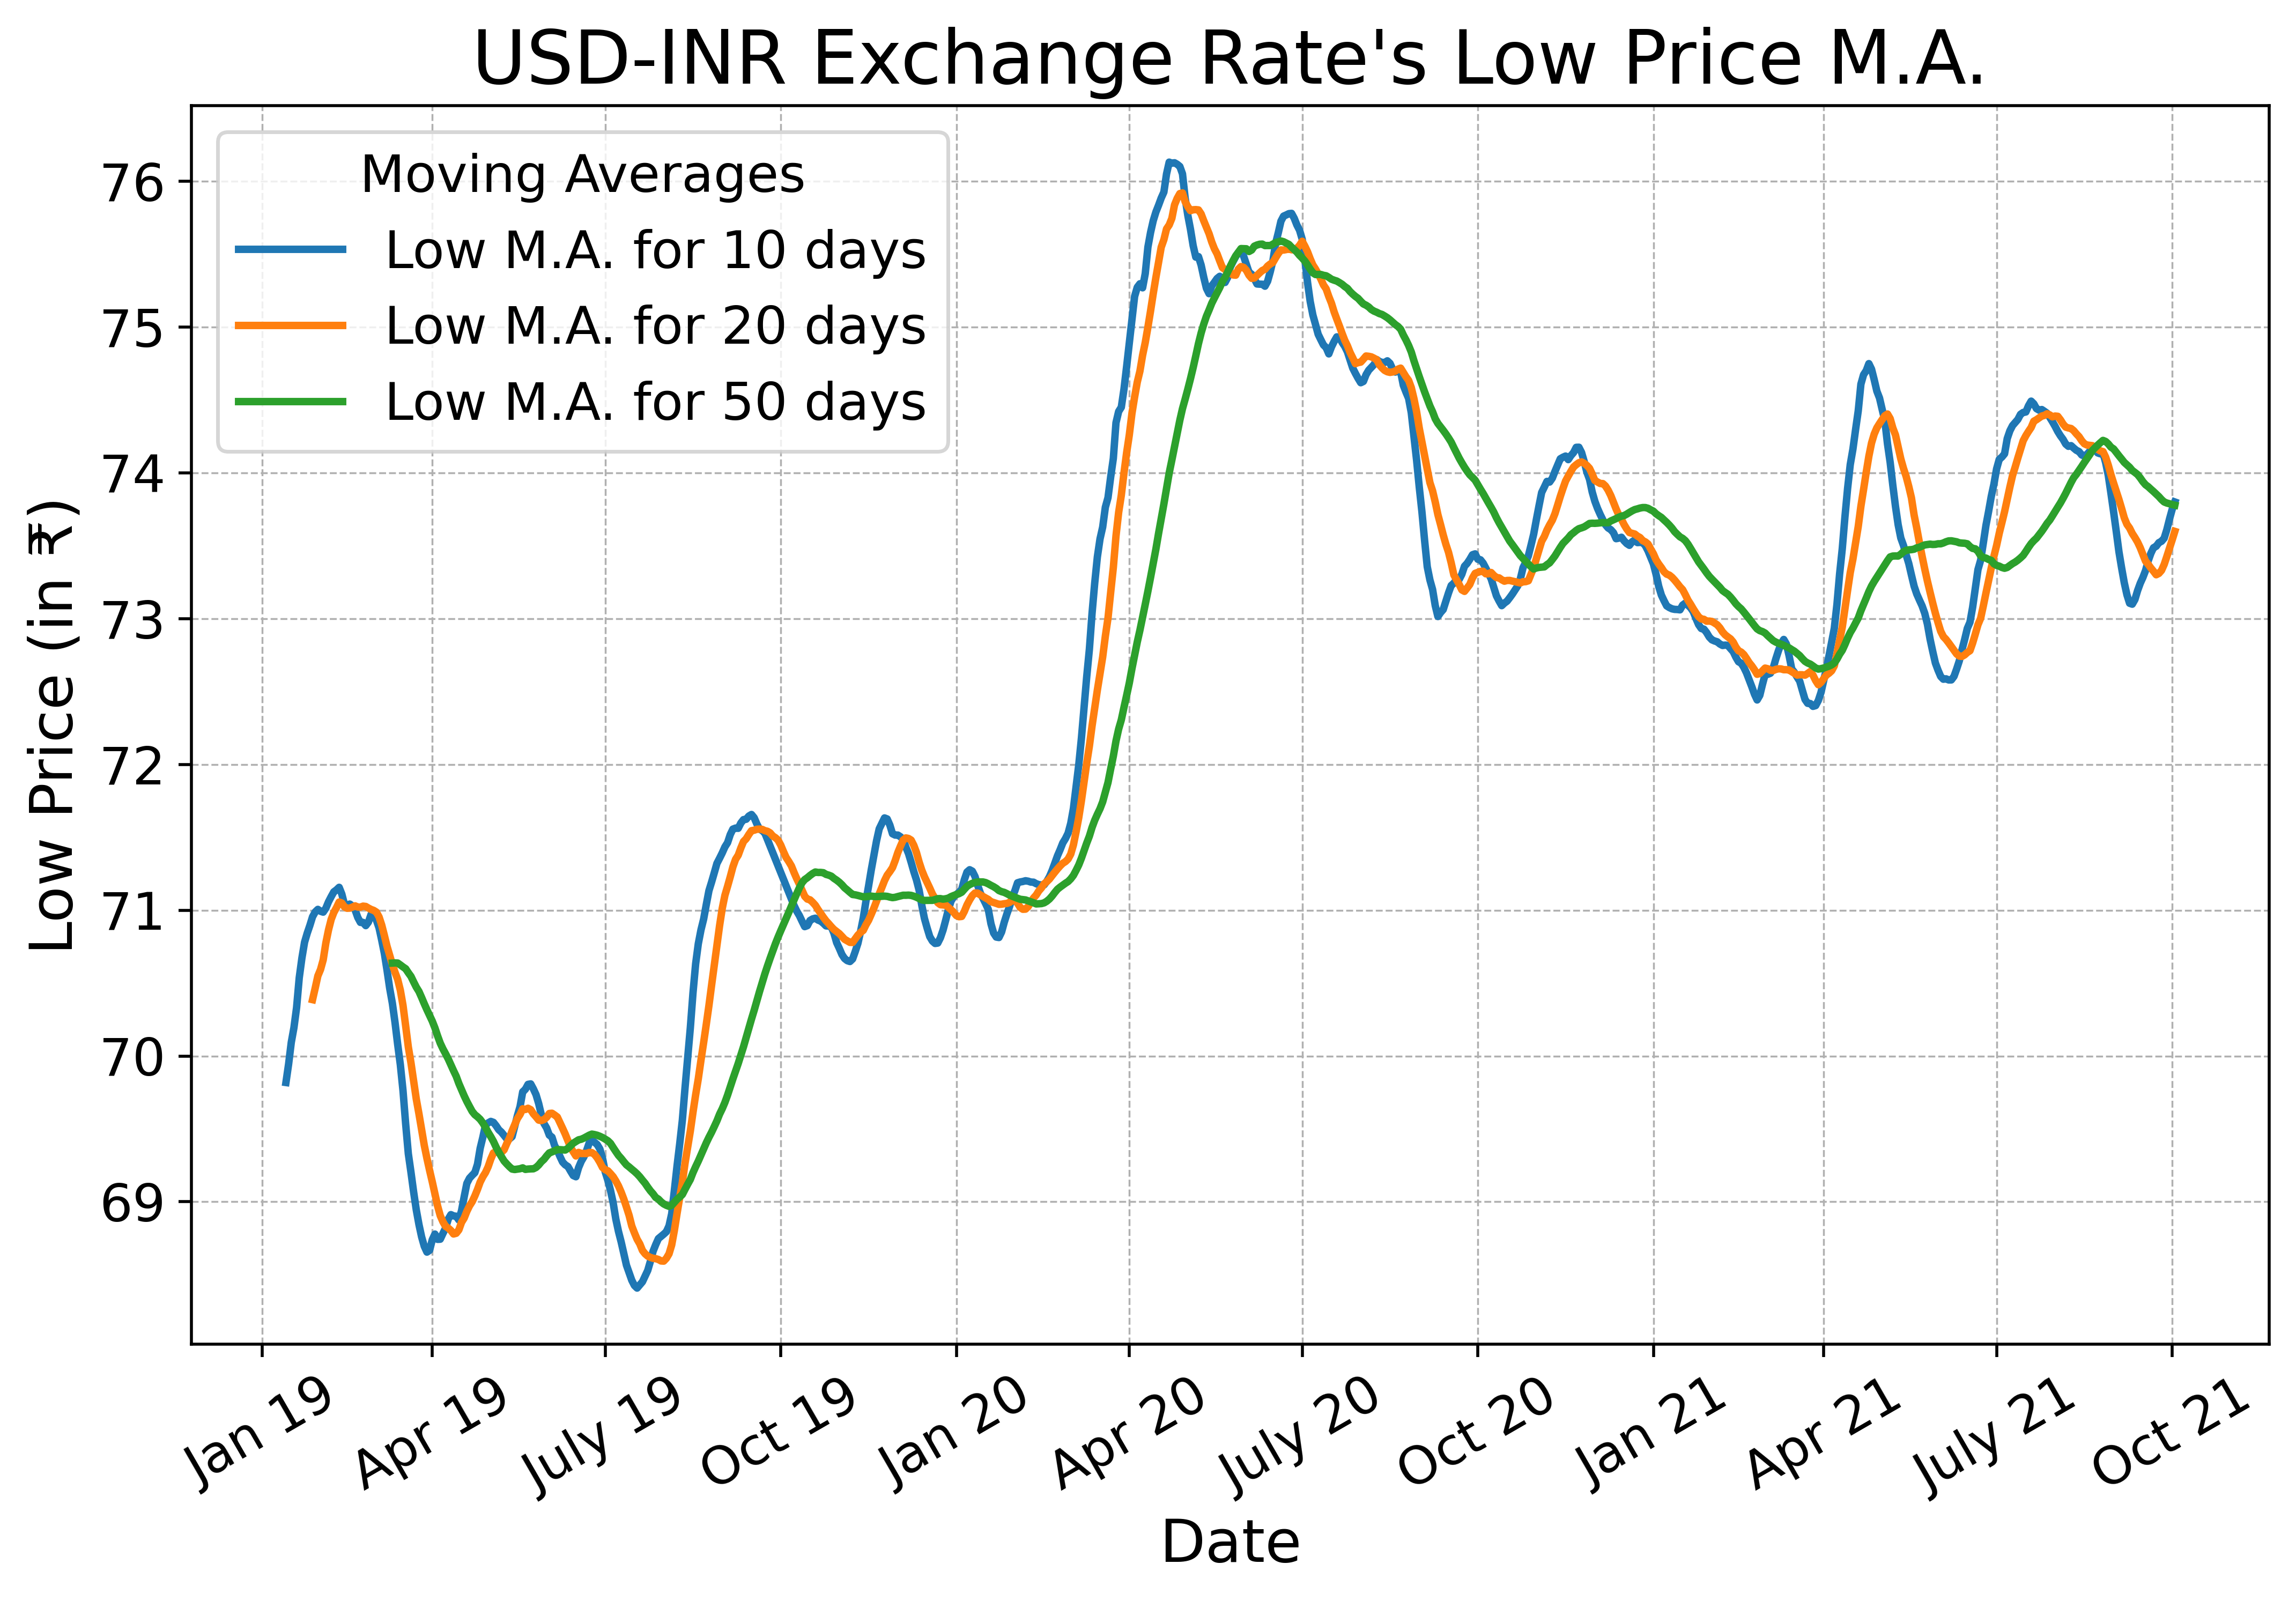 USD-INR Exchange Rate's Low Price M.A.
Moving Averages
Low M.A. for 10 days
Low M.A. for 20 days
Low M.A. for 50 days
Low Price (in ₹)
76
75
74
73
72
71
70
69
Jan 19
Apr 19
July 19
Oct 19
Jan 20
Apr 20
July 20
Oct 20
Jan 21
Apr 21
July 21
Oct 21
Date